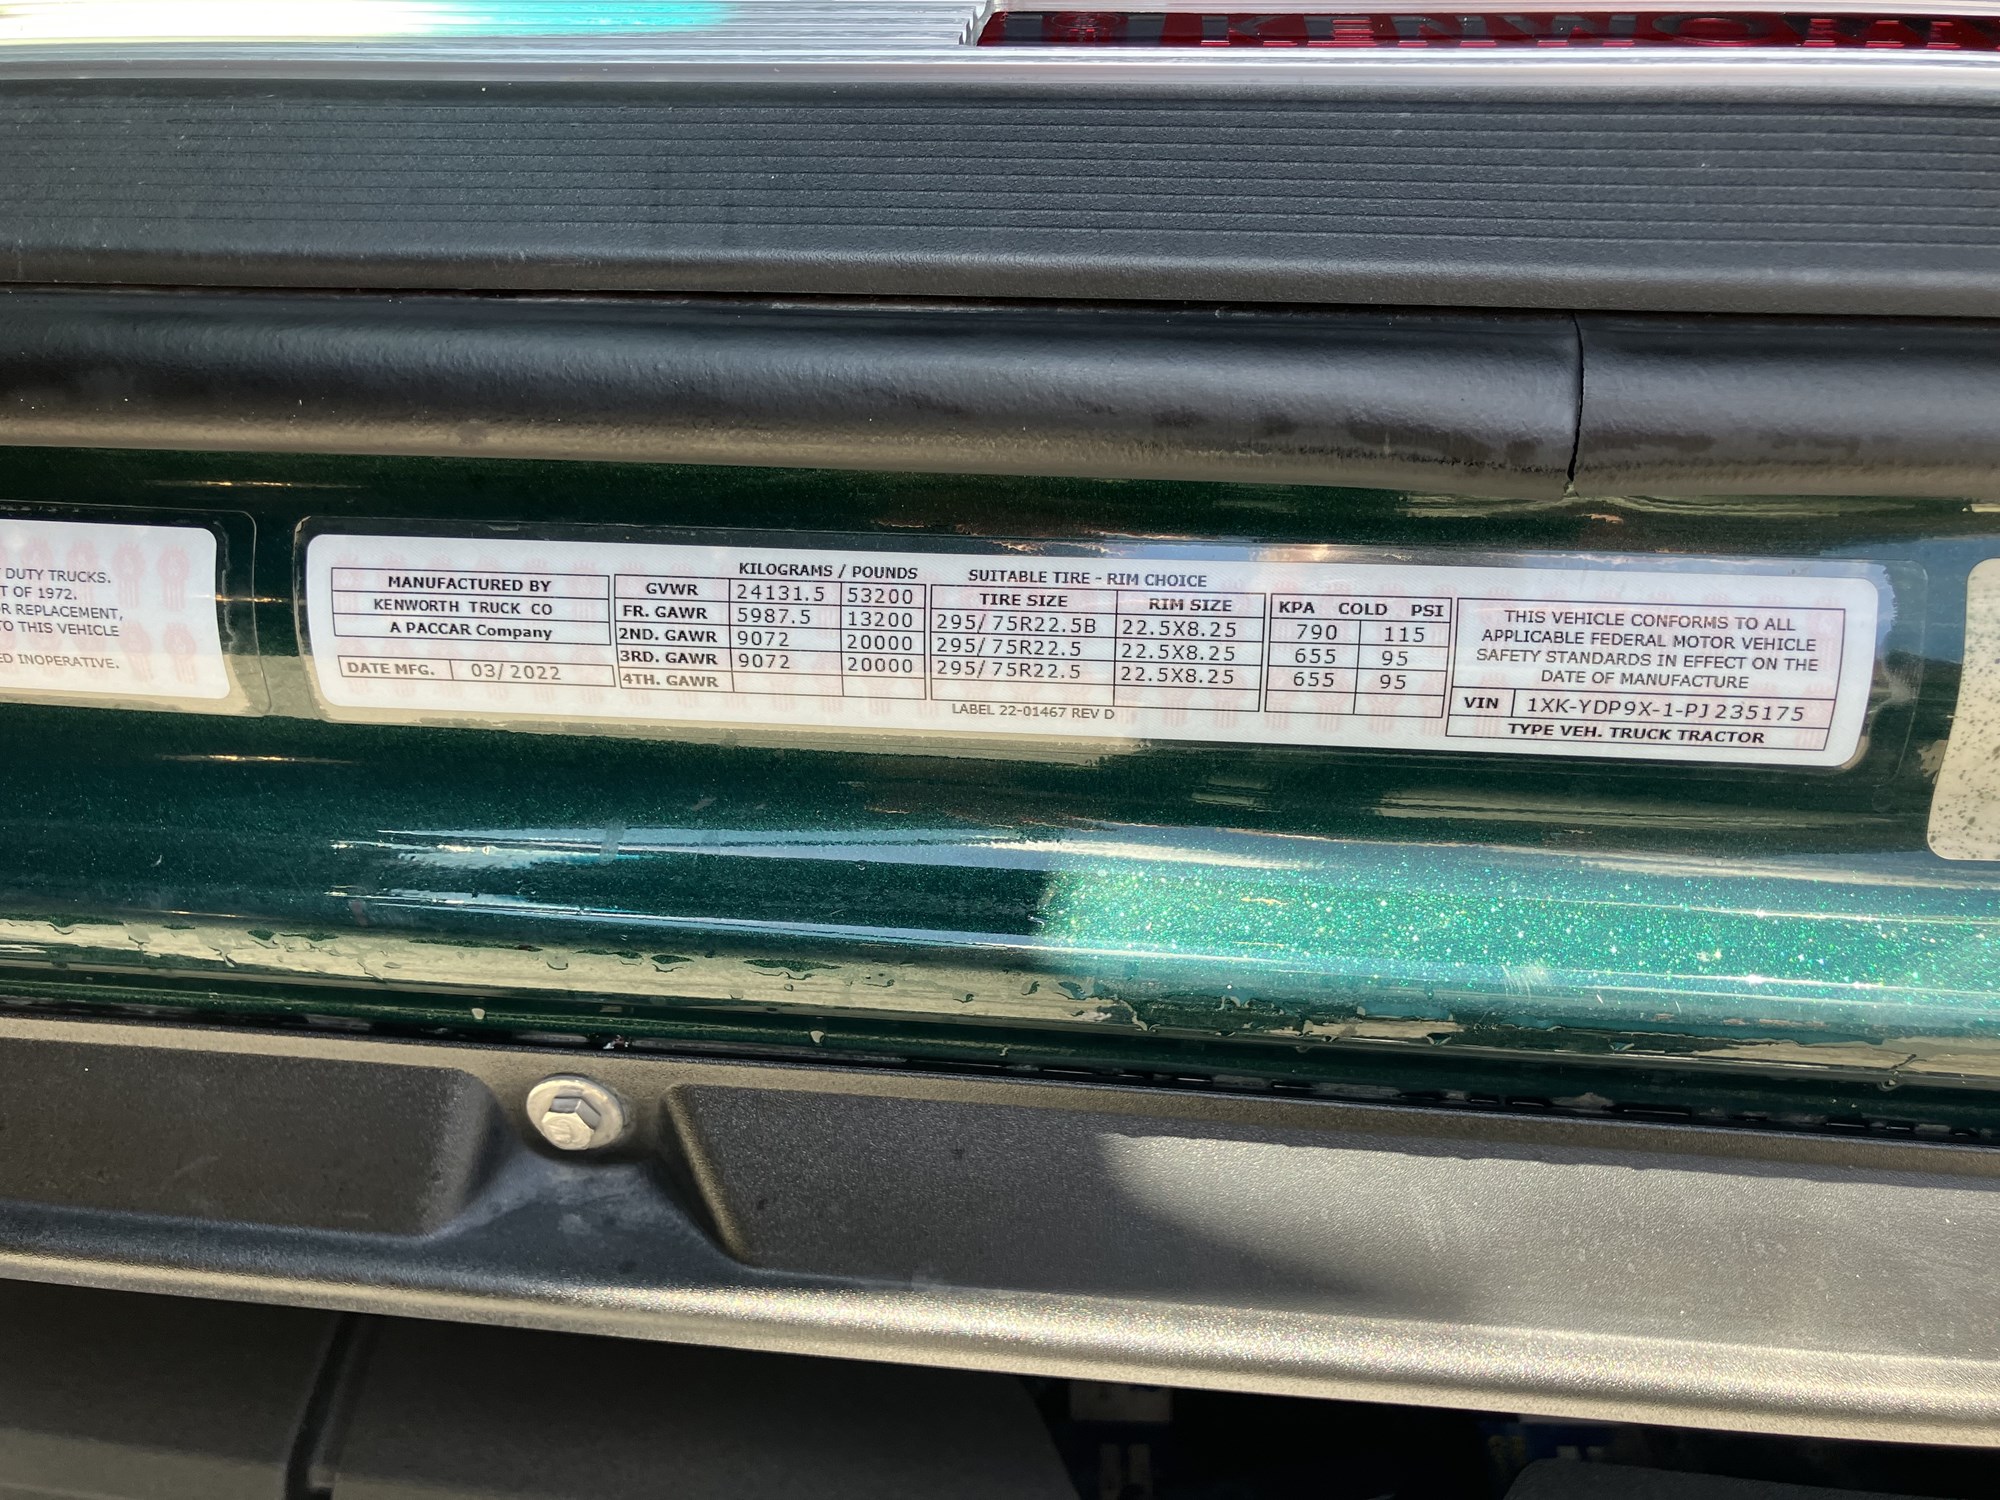 KENWOR
DUTY TRUCKS.
T OF 1972.
OR REPLACEMENT,
TO THIS VEHICLE
ED INOPERATIVE.
MANUFACTURED BY
KENWORTH TRUCK CO
A PACCAR Company
DATE MFG. 03/2022
KILOGRAMS / POUNDS
GVWR 24131.5 53200
FR. GAWR 5987.5 13200
2ND. GAWR 9072 20000
3RD. GAWR 9072 20000
4TH. GAWR
SUITABLE TIRE - RIM CHOICE
TIRE SIZE RIM SIZE
295/75R22.5B 22.5X8.25
295/75R22.5 22.5X8.25
295/75R22.5 22.5X8.25
KPA COLD PSI
790 115
655 95
655 95
LABEL 22-01467 REV D
THIS VEHICLE CONFORMS TO ALL
APPLICABLE FEDERAL MOTOR VEHICLE
SAFETY STANDARDS IN EFFECT ON THE
DATE OF MANUFACTURE
VIN 1XK-YDP9X-1-PJ235175
TYPE VEH. TRUCK TRACTOR